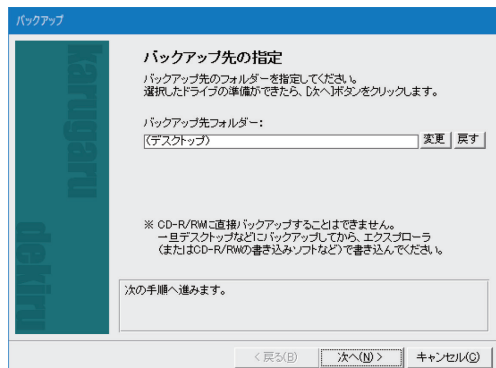 バックアップ
karugaru
dekiru
バックアップ先の指定
バックアップ先のフォルダーを指定してください。
選択したドライブの準備ができたら、[次へ]ボタンをクリックします。
バックアップ先フォルダー:
(デスクトップ) 変更 戻す
※ CD-R/RWに直接バックアップすることはできません。
一旦デスクトップなどにバックアップしてから、エクスプローラ
(またはCD-R/RWの書き込みソフトなど)で書き込んでください。
次の手順へ進みます。
< 戻る(B) 次へ(N) > キャンセル(C)